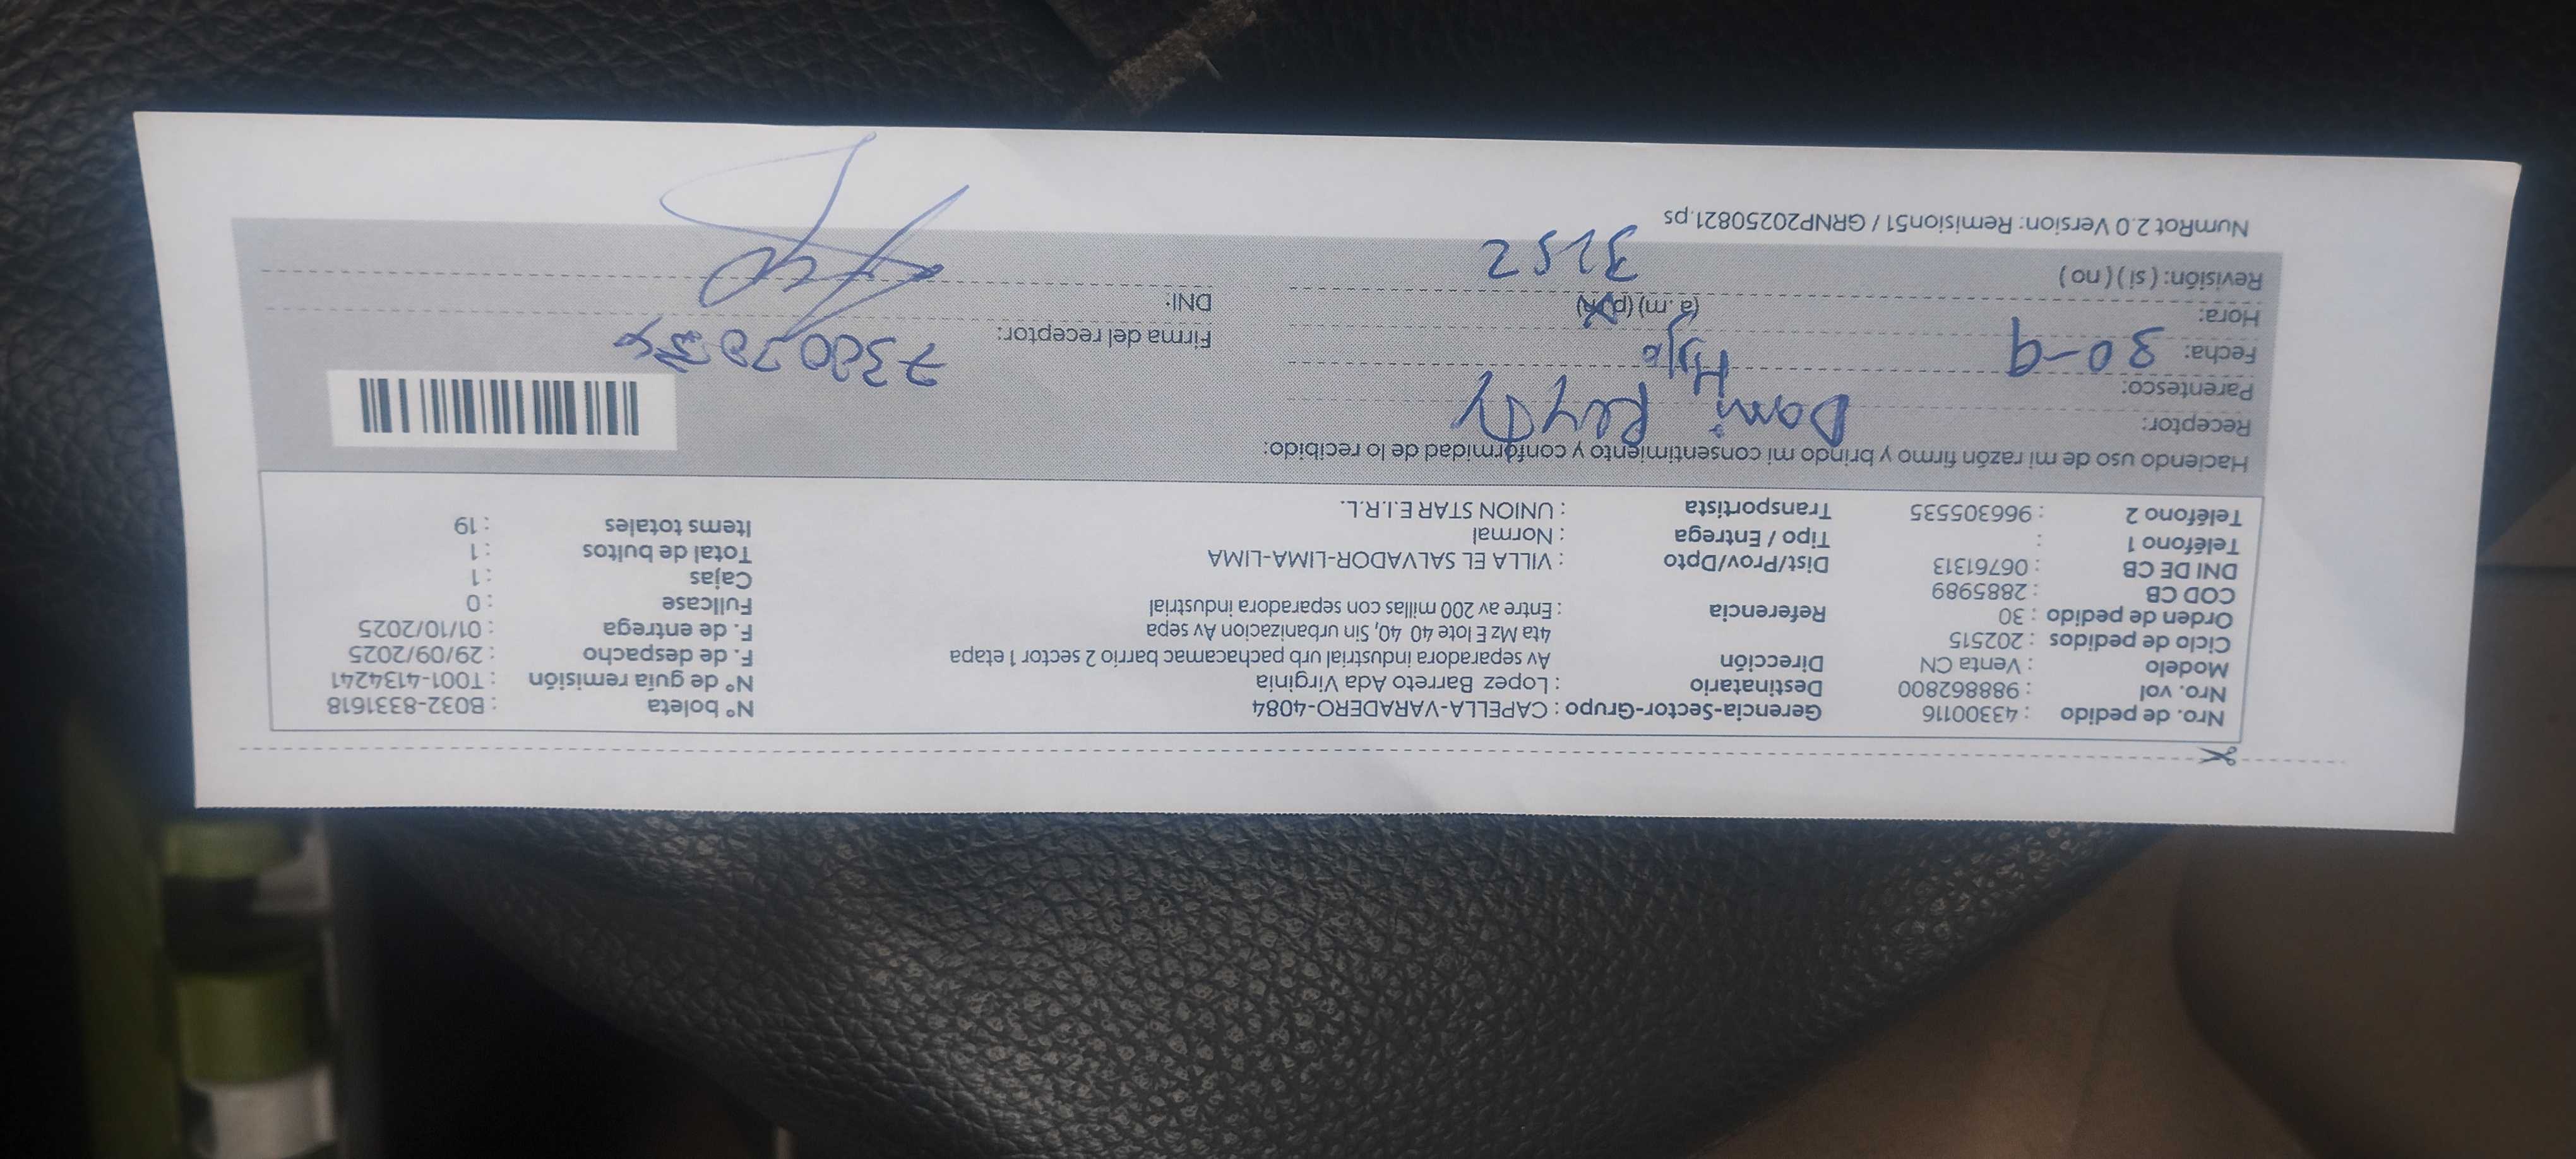 Nro. de pedido : 43300116 Gerencia-Sector-Grupo : CAPELLA-VARADERO-4084 N° boleta : B032-8331618
Nro. vol : 988862800 Destinatario : Lopez Barreto Ada Virginia N° de guía remisión : T001-4134241
Modelo : Venta CN Dirección Av separadora industrial urb pachacamac barrio 2 sector 1 etapa F. de despacho : 29/09/2025
Ciclo de pedidos : 202515 4ta Mz E lote 40 40, Sin urbanizacion Av sepa F. de entrega : 01/10/2025
Orden de pedido : 30 Referencia : Entre av 200 millas con separadora industrial Fullcase : 0
COD CB : 2885989 Cajas : 1
DNI DE CB : 06761313 Dist/Prov/Dpto : VILLA EL SALVADOR-LIMA-LIMA Total de bultos : 1
Teléfono 1 : Tipo / Entrega : Normal Items totales : 19
Teléfono 2 : 966305535 Transportista : UNION STAR E.I.R.L.
Haciendo uso de mi razón firmo y brindo mi consentimiento y conformidad de lo recibido:
Receptor:
Parentesco:
Fecha: 30-9 Firma del receptor:
Hora: (a.m) (p.m) DNI:
Revisión: ( si ) ( no ) 3252
NumRot 2.0 Version: Remision51 / GRNP20250821.ps